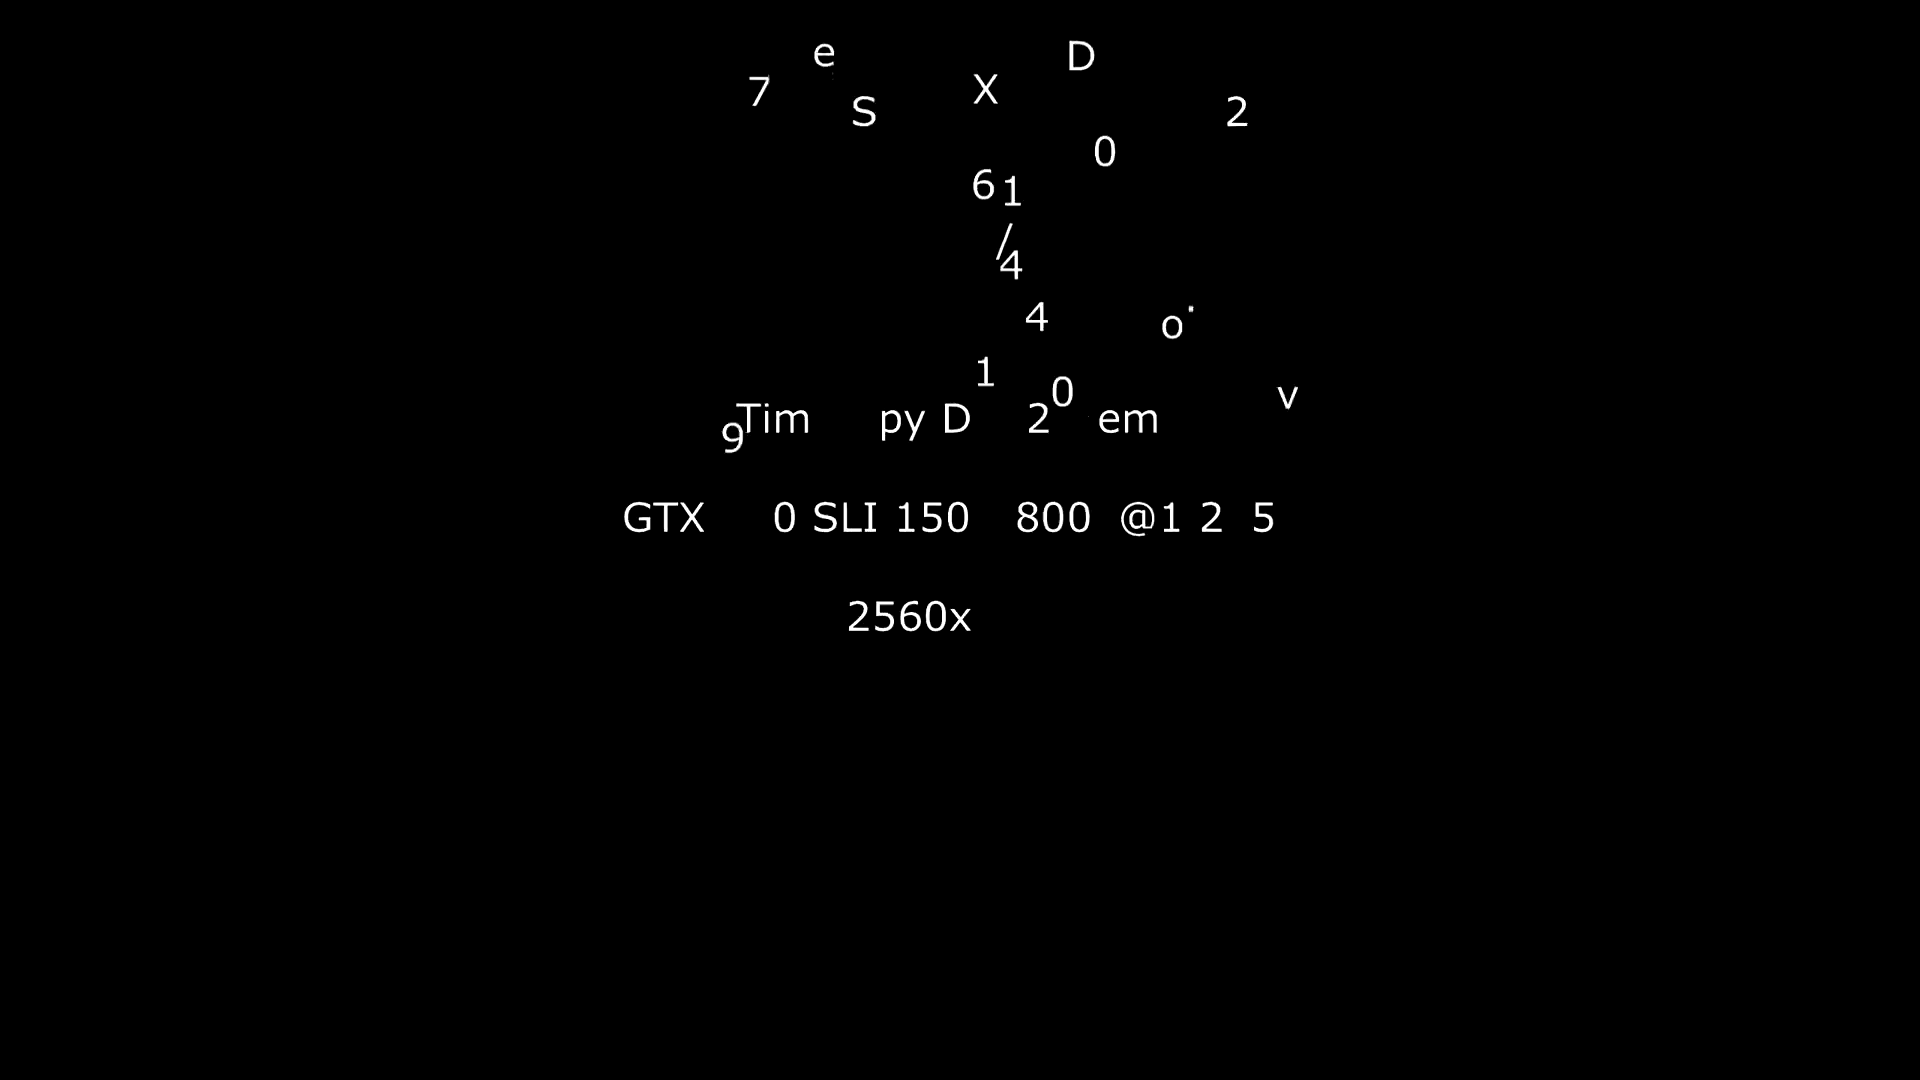 e D
7 X
S 2
0
6 1
/
4
4 o .
1
0 v
Tim py D 2 em
9
GTX 0 SLI 150 800 @1 2 5
2560x